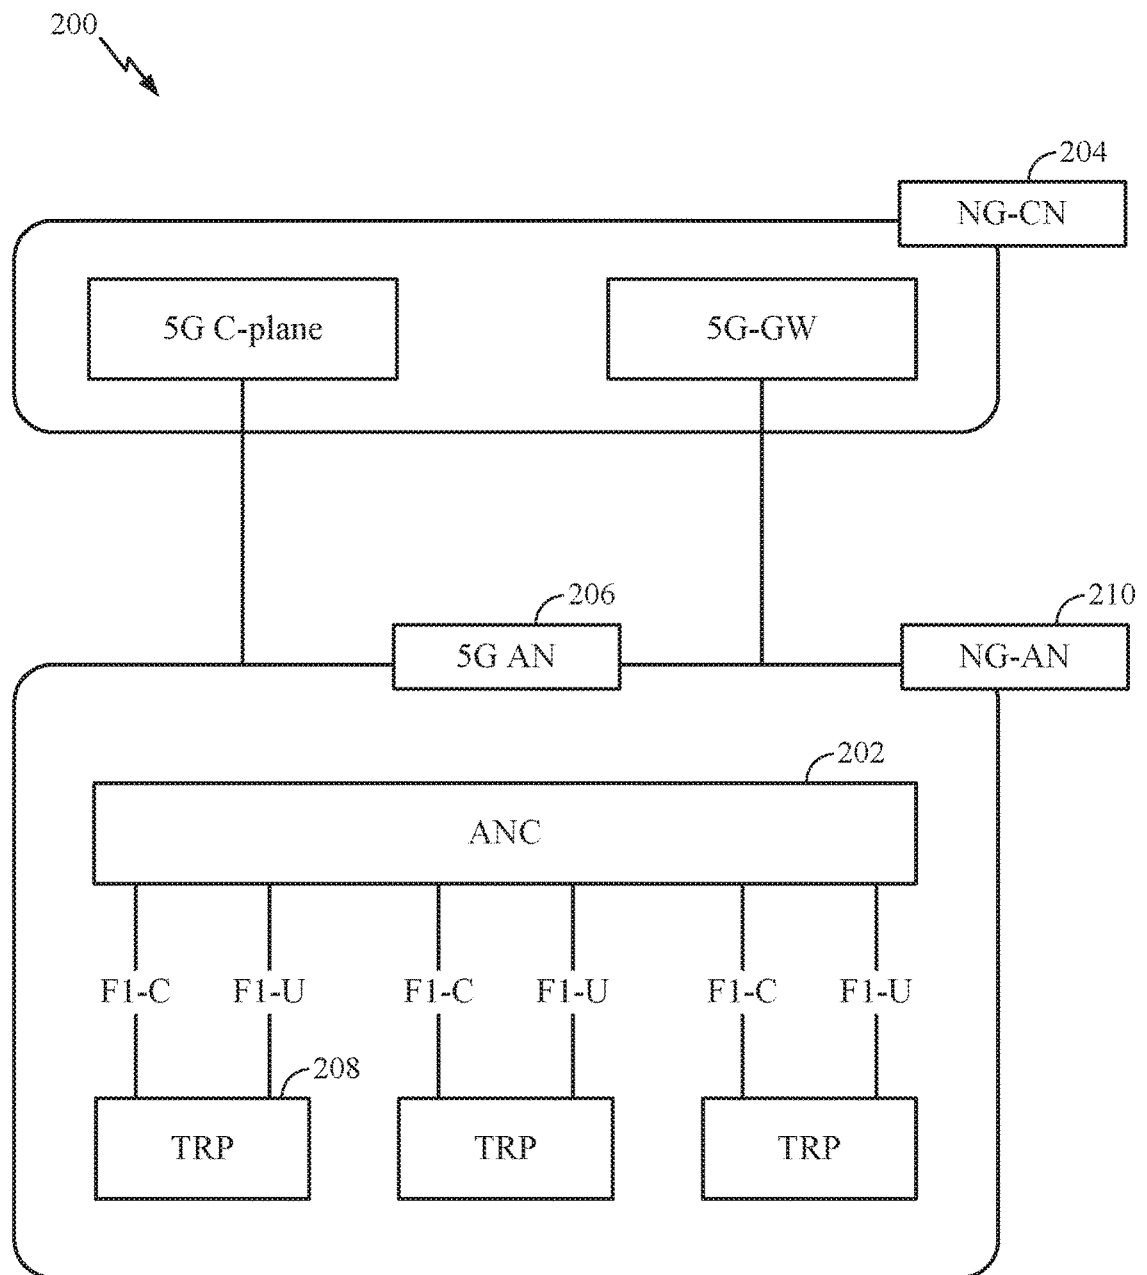 200
204
NG-CN
5G C-plane
5G-GW
206
210
5G AN
NG-AN
202
ANC
F1-C
F1-U
F1-C
F1-U
F1-C
F1-U
208
TRP
TRP
TRP